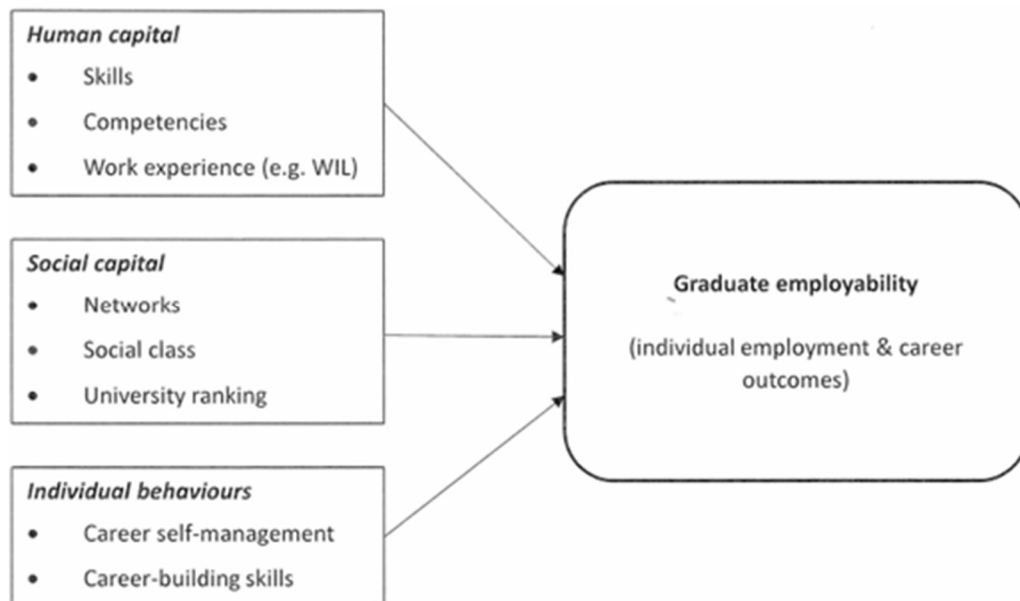 Human capital
• Skills
• Competencies
• Work experience (e.g. WIL)
Social capital
• Networks
• Social class
• University ranking
Individual behaviours
• Career self-management
• Career-building skills
Graduate employability
(individual employment & career
outcomes)